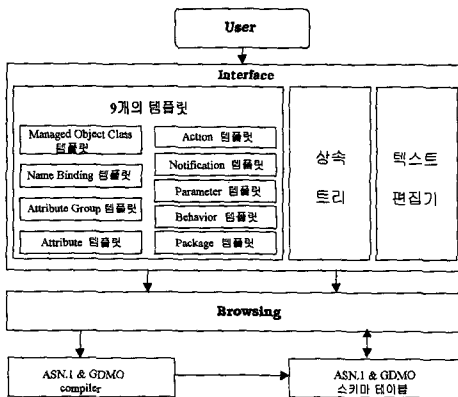 User
Interface
9개의 템플릿
Managed Object Class
템플릿
Name Binding 템플릿
Attribute Group 템플릿
Attribute 템플릿
Action 템플릿
Notification 템플릿
Parameter 템플릿
Behavior 템플릿
Package 템플릿
상속
트리
텍스트
편집기
Browsing
ASN.1 & GDMO
compiler
ASN.1 & GDMO
스키마 테이블